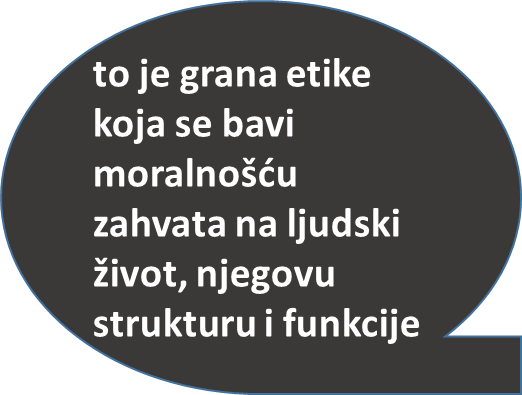 to je grana etike
koja se bavi
moralnošću
zahvata na ljudski
život, njegovu
strukturu i funkcije